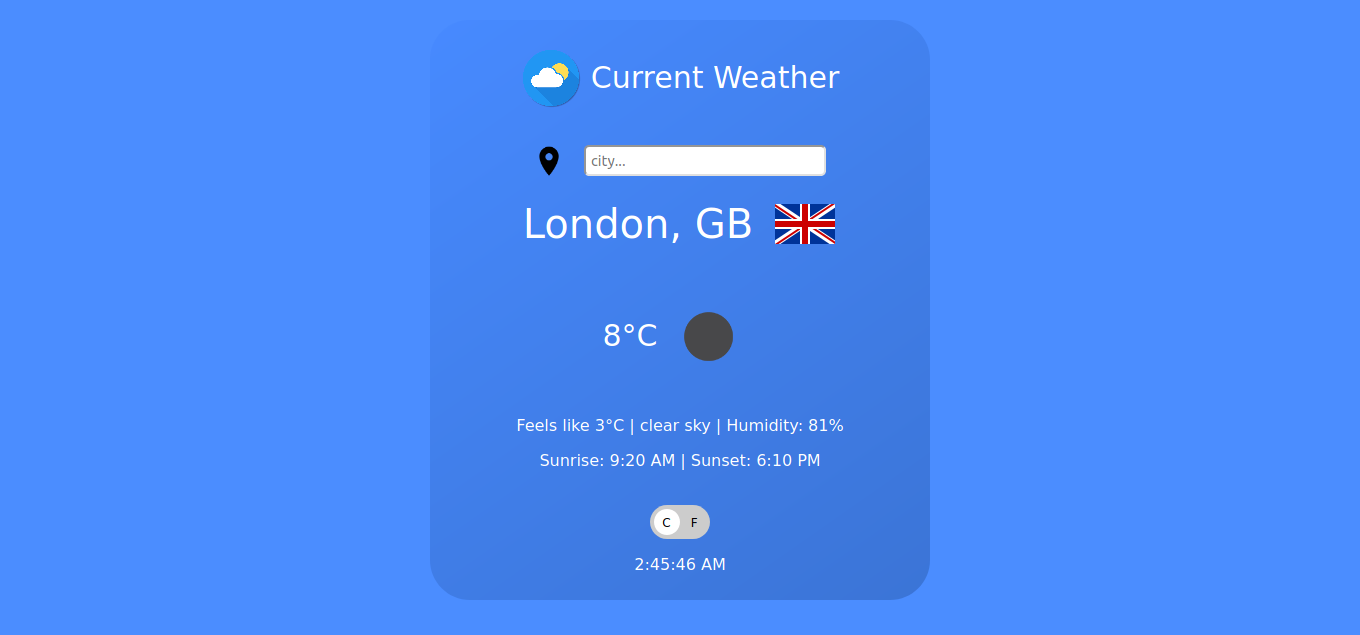 Current Weather
city...
London, GB
8°C
Feels like 3°C | clear sky | Humidity: 81%
Sunrise: 9:20 AM | Sunset: 6:10 PM
C F
2:45:46 AM